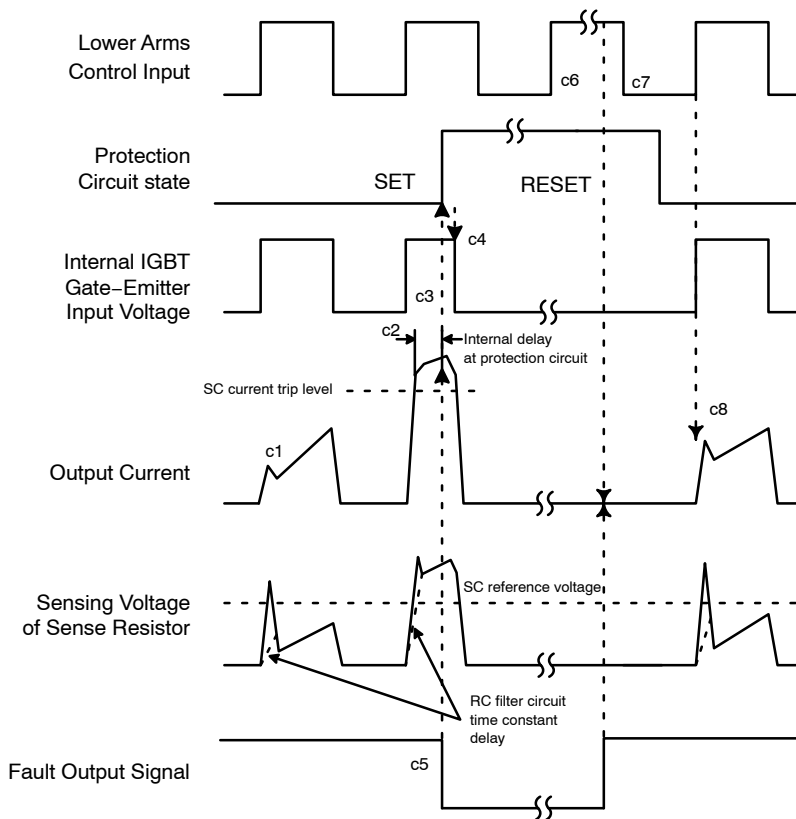 Lower Arms
Control Input
c6
c7
Protection
Circuit state
SET
RESET
c4
Internal IGBT
Gate−Emitter
Input Voltage
c3
c2
Internal delay
at protection circuit
SC current trip level
c8
c1
Output Current
SC reference voltage
Sensing Voltage
of Sense Resistor
RC filter circuit
time constant
delay
Fault Output Signal
c5